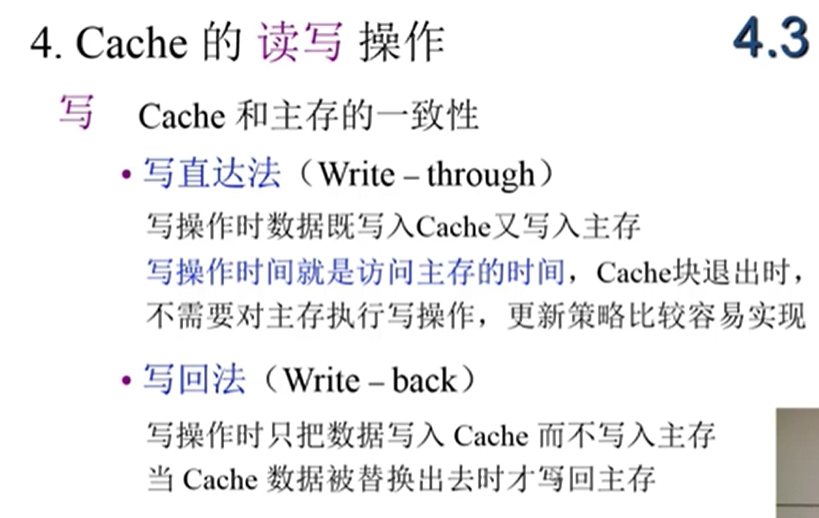 4. Cache 的 读写 操作
4.3
写 Cache 和主存的一致性
• 写直达法（Write – through）
写操作时数据既写入Cache又写入主存
写操作时间就是访问主存的时间，Cache块退出时，
不需要对主存执行写操作，更新策略比较容易实现
• 写回法（Write – back）
写操作时只把数据写入 Cache 而不写入主存
当 Cache 数据被替换出去时才写回主存